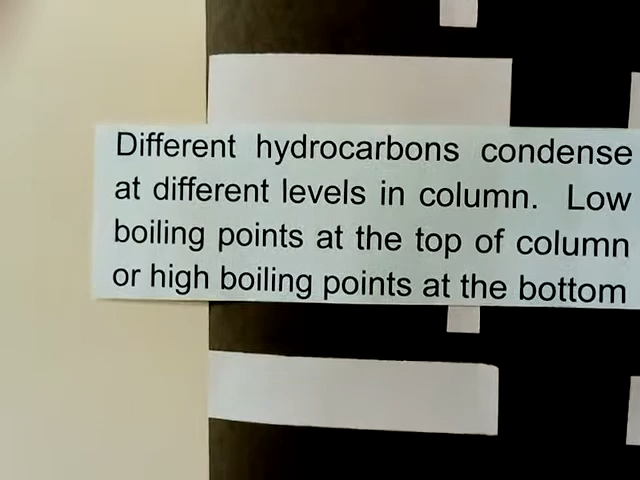 Different hydrocarbons condense
at different levels in column. Low
boiling points at the top of column
or high boiling points at the bottom